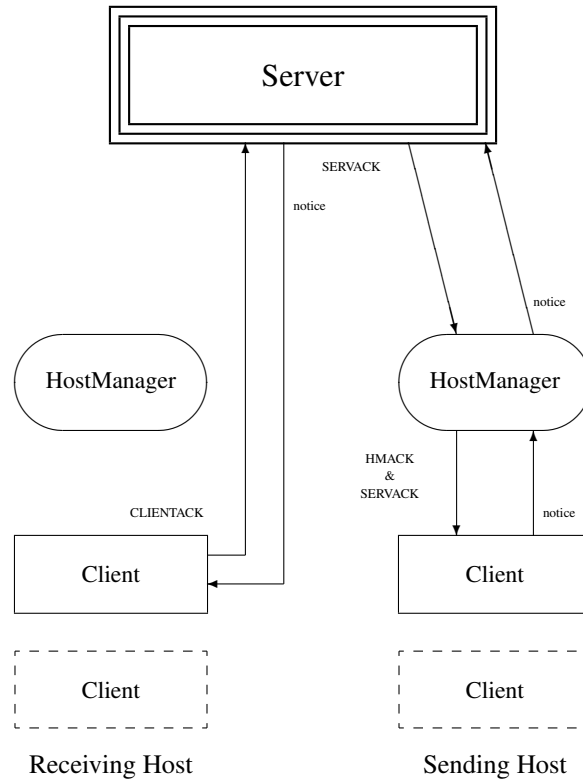 Server
SERVACK
notice
notice
HostManager
HostManager
HMACK
&
SERVACK
CLIENTACK
notice
Client
Client
Client
Client
Receiving Host
Sending Host